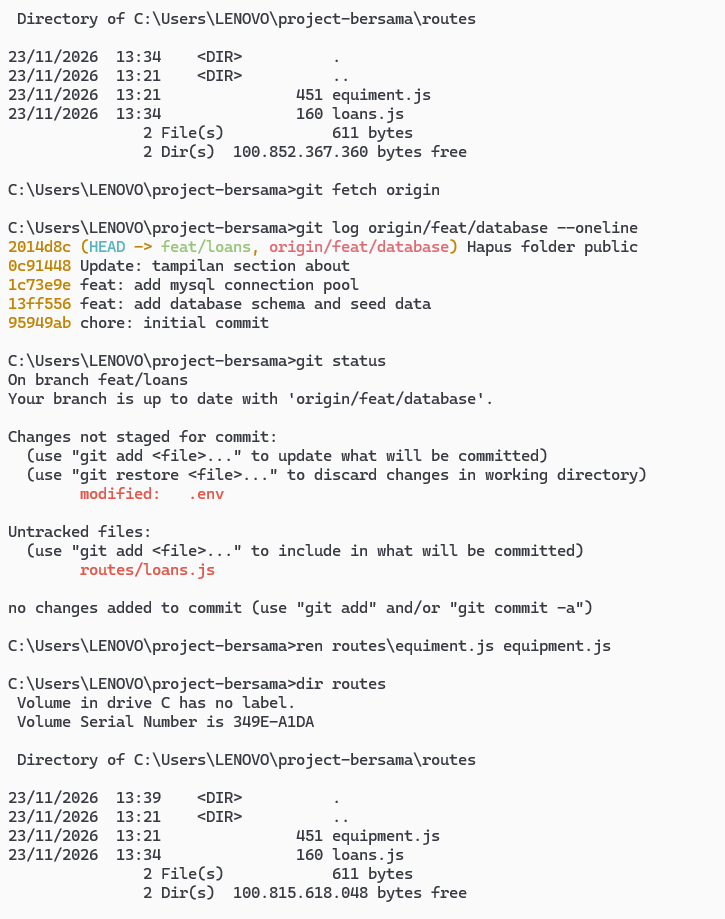 Directory of C:\Users\LENOVO\project-bersama\routes

23/11/2026  13:34    <DIR>          .
23/11/2026  13:21    <DIR>          ..
23/11/2026  13:21               451 equiment.js
23/11/2026  13:34               160 loans.js
               2 File(s)            611 bytes
               2 Dir(s)  100.852.367.360 bytes free

C:\Users\LENOVO\project-bersama>git fetch origin

C:\Users\LENOVO\project-bersama>git log origin/feat/database --oneline
2014d8c (HEAD -> feat/loans, origin/feat/database) Hapus folder public
0c91448 Update: tampilan section about
1c73e9e feat: add mysql connection pool
13ff556 feat: add database schema and seed data
95949ab chore: initial commit

C:\Users\LENOVO\project-bersama>git status
On branch feat/loans
Your branch is up to date with 'origin/feat/database'.

Changes not staged for commit:
  (use "git add <file>..." to update what will be committed)
  (use "git restore <file>..." to discard changes in working directory)
        modified:   .env

Untracked files:
  (use "git add <file>..." to include in what will be committed)
        routes/loans.js

no changes added to commit (use "git add" and/or "git commit -a")

C:\Users\LENOVO\project-bersama>ren routes\equiment.js equipment.js

C:\Users\LENOVO\project-bersama>dir routes
 Volume in drive C has no label.
 Volume Serial Number is 349E-A1DA

 Directory of C:\Users\LENOVO\project-bersama\routes

23/11/2026  13:39    <DIR>          .
23/11/2026  13:21    <DIR>          ..
23/11/2026  13:21               451 equipment.js
23/11/2026  13:34               160 loans.js
               2 File(s)            611 bytes
               2 Dir(s)  100.815.618.048 bytes free